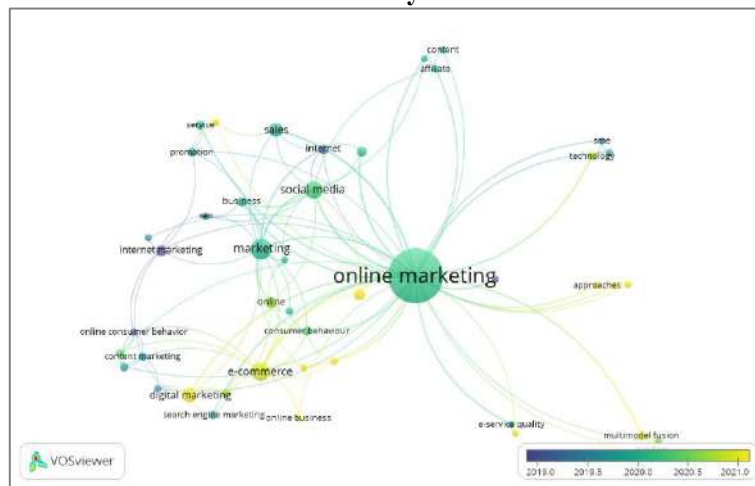 content
affiliate
service
sales
internet
promotion
social media
business
sme
technology
internet marketing
marketing
online marketing
approaches
online
online consumer behavior
consumer behaviour
content marketing
e-commerce
digital marketing
search engine marketing
online business
e-service quality
multimodel fusion
VOSviewer
2019.0 2019.5 2020.0 2020.5 2021.0